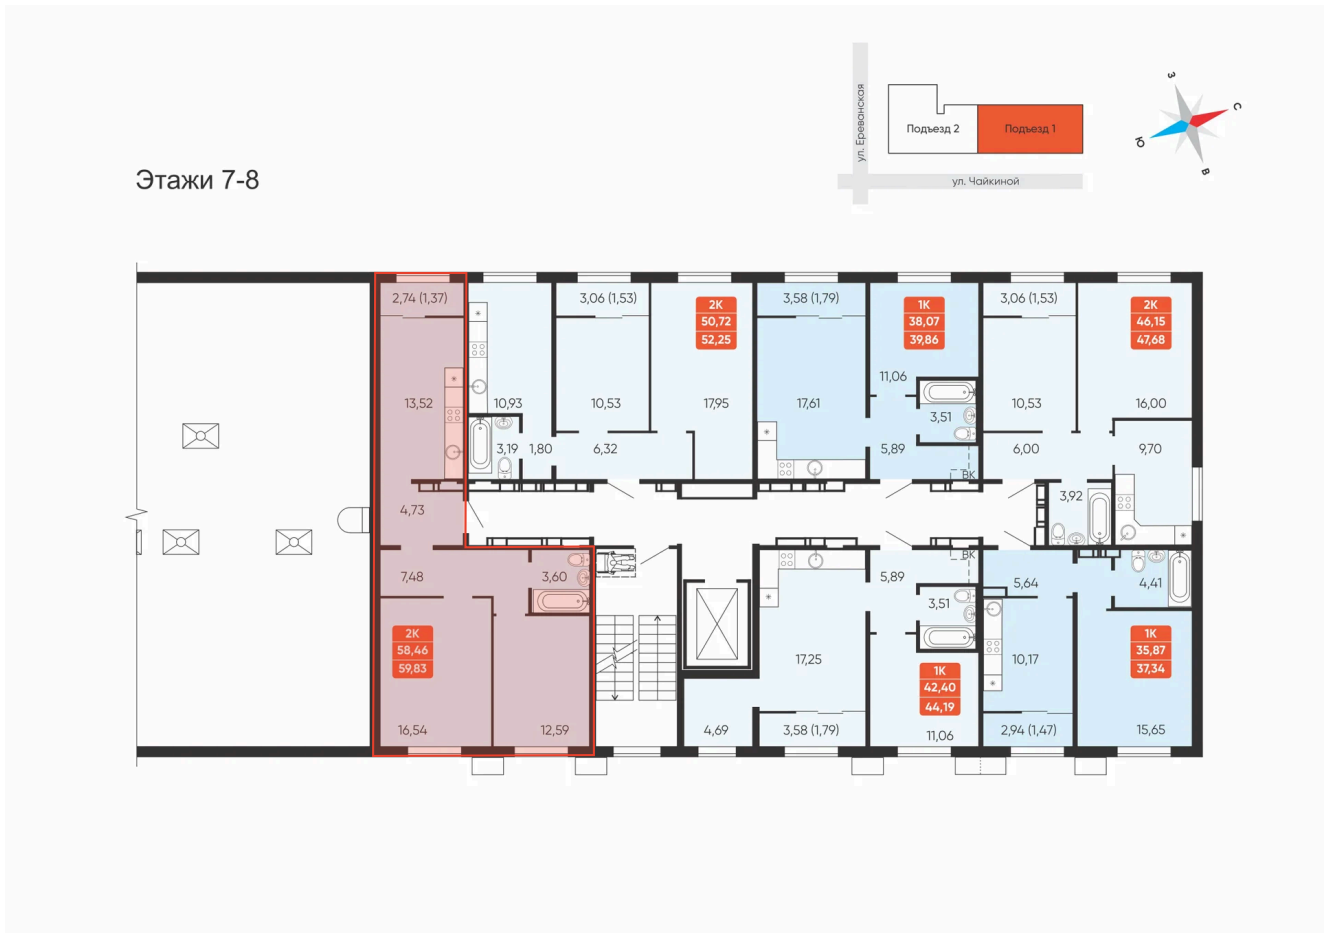 ул. Ереванская
Подъезд 2
Подъезд 1
ул. Чайкиной
З
С
Ю
В
Этажи 7-8
2,74 (1,37)
3,06 (1,53)
2К
50,72
52,25
3,58 (1,79)
1К
38,07
39,86
3,06 (1,53)
2К
46,15
47,68
13,52
10,93
10,53
17,95
17,61
11,06
3,51
10,53
16,00
3,19
1,80
6,32
5,89
ВК
6,00
9,70
4,73
3,92
7,48
3,60
5,89
ВК
5,64
4,41
3,51
2К
58,46
59,83
17,25
1К
42,40
44,19
10,17
1К
35,87
37,34
16,54
12,59
4,69
3,58 (1,79)
11,06
2,94 (1,47)
15,65